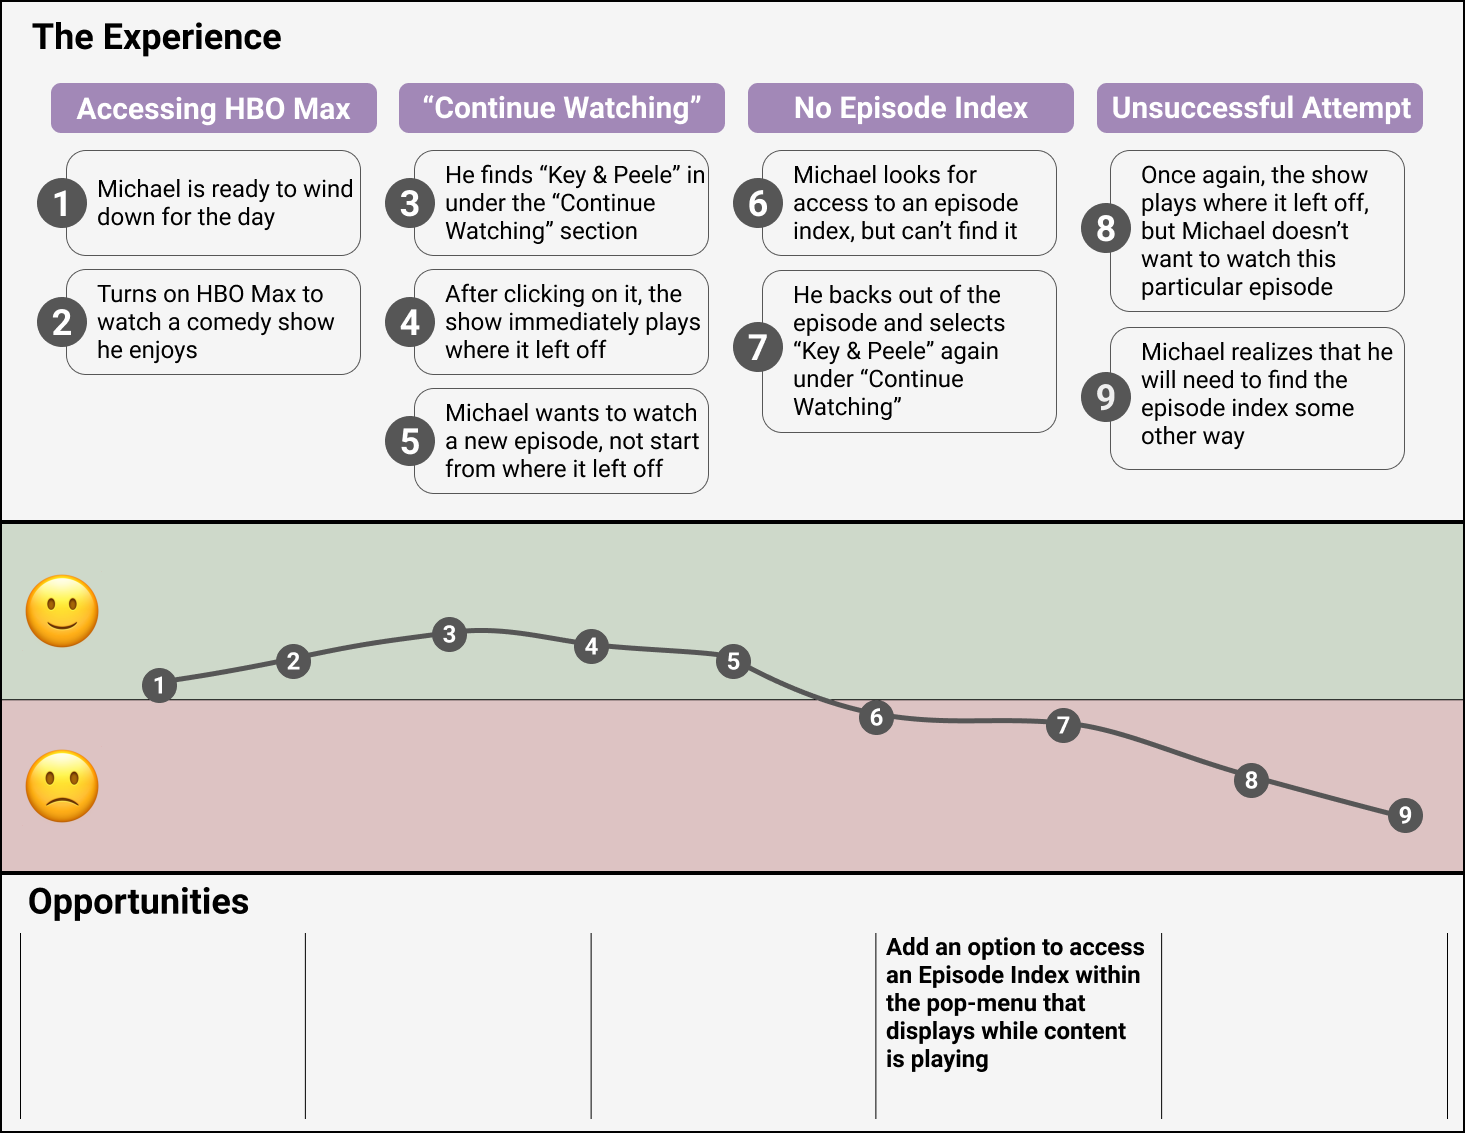 The Experience
Accessing HBO Max
1
Michael is ready to wind
down for the day
2
Turns on HBO Max to
watch a comedy show
he enjoys
“Continue Watching”
3
He finds “Key & Peele” in
under the “Continue
Watching” section
4
After clicking on it, the
show immediately plays
where it left off
5
Michael wants to watch
a new episode, not start
from where it left off
No Episode Index
6
Michael looks for
access to an episode
index, but can’t find it
7
He backs out of the
episode and selects
“Key & Peele” again
under “Continue
Watching”
Unsuccessful Attempt
8
Once again, the show
plays where it left off,
but Michael doesn’t
want to watch this
particular episode
9
Michael realizes that he
will need to find the
episode index some
other way
1
2
3
4
5
6
7
8
9
Opportunities
Add an option to access
an Episode Index within
the pop-menu that
displays while content
is playing